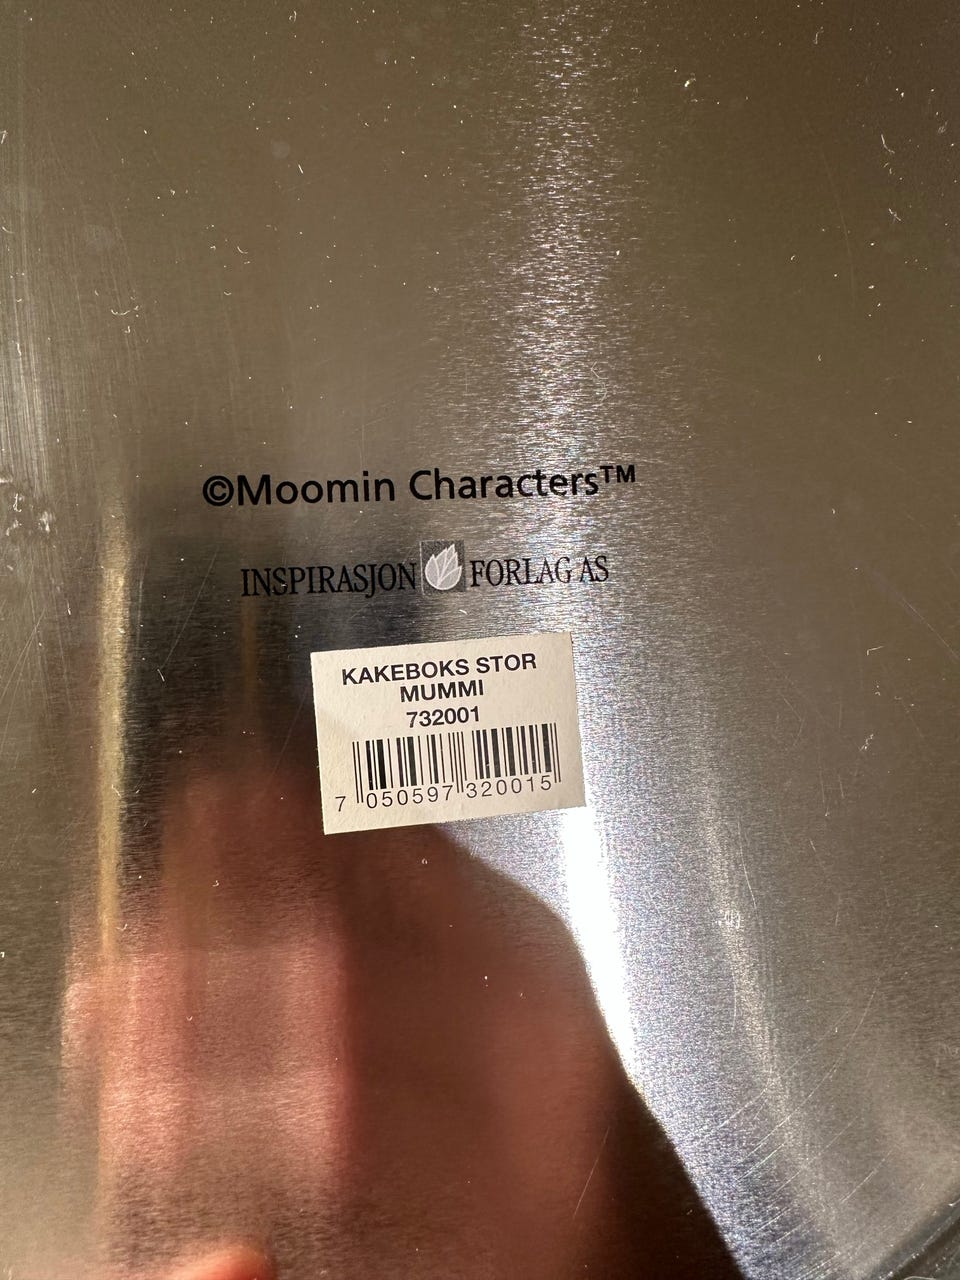 ©Moomin Characters™
INSPIRASJON FORLAG AS
KAKEBOKS STOR
MUMMI
732001
7 050597 320015